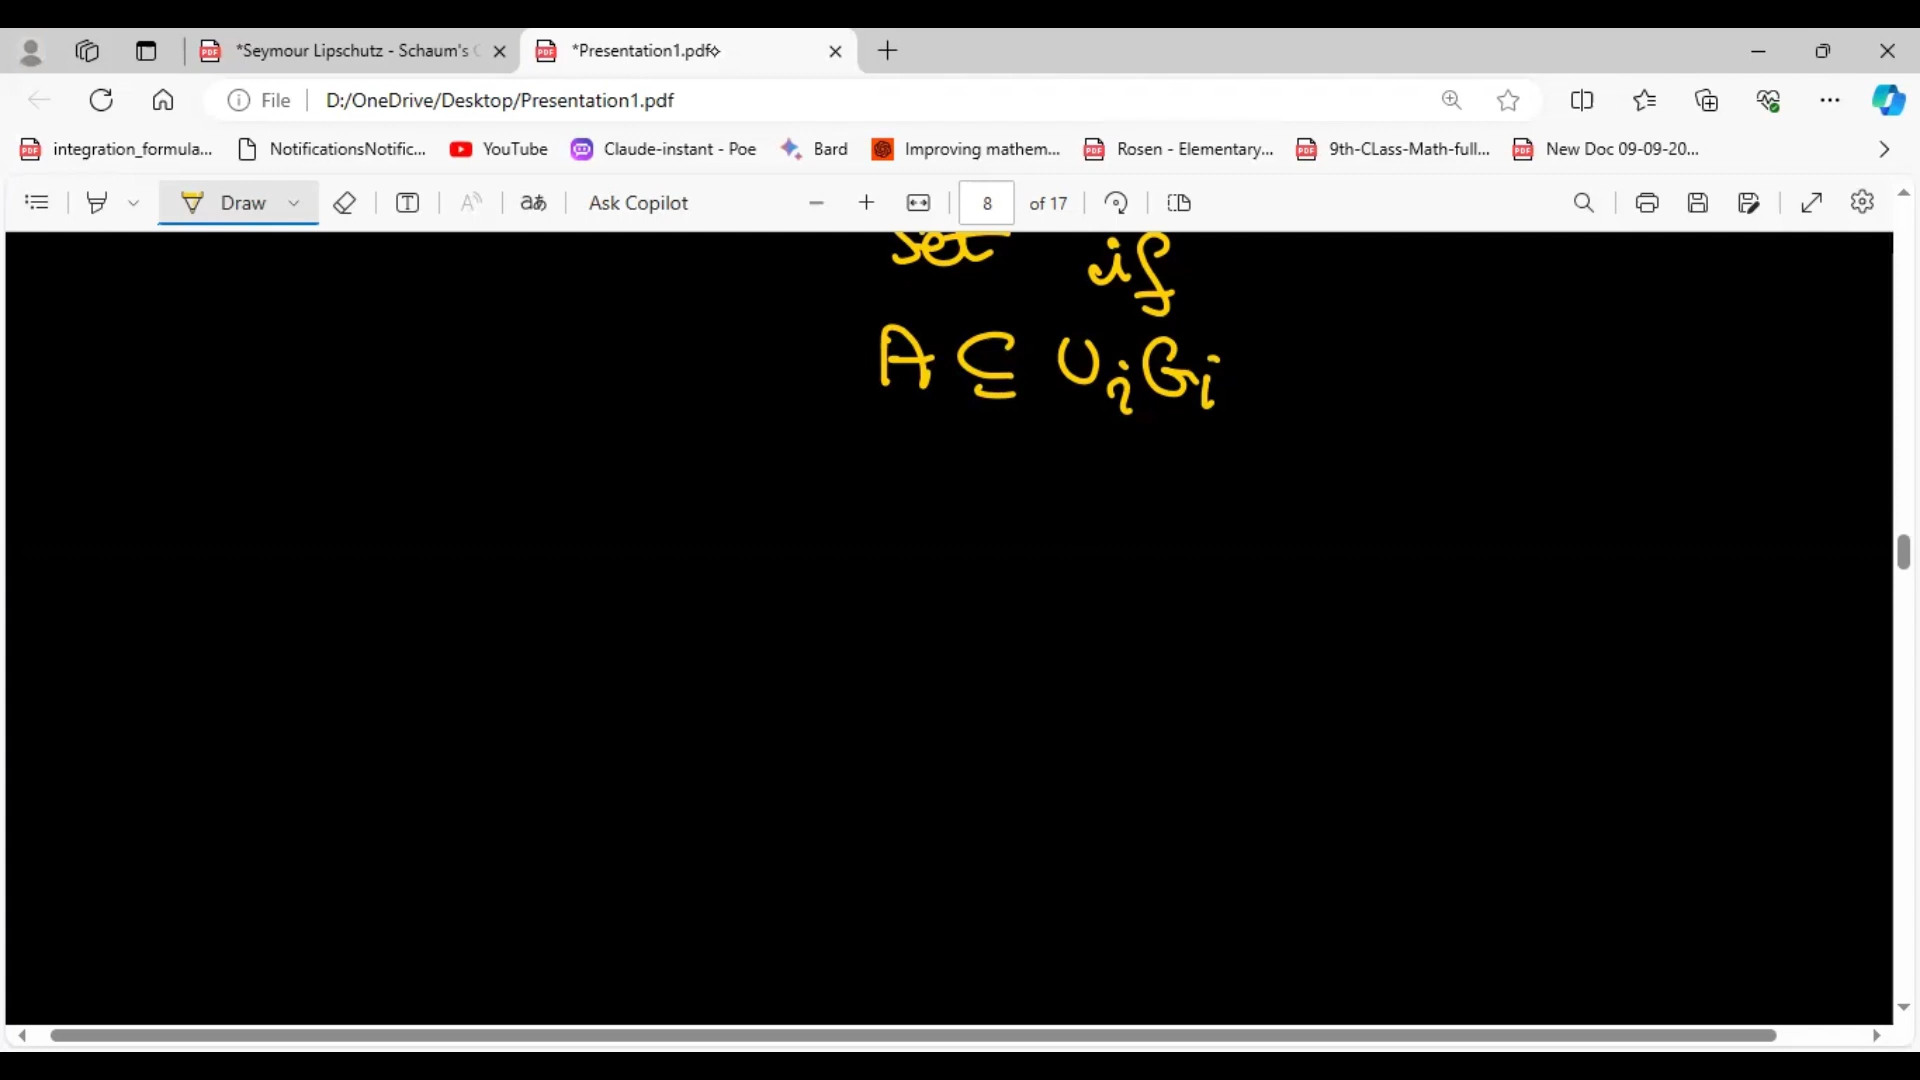 *Seymour Lipschutz - Schaum's
*Presentation1.pdf
File
D:/OneDrive/Desktop/Presentation1.pdf
integration_formula...
NotificationsNotific...
YouTube
Claude-instant - Poe
Bard
Improving mathem...
Rosen - Elementary...
9th-CLass-Math-full...
New Doc 09-09-20...
Draw
aあ
Ask Copilot
8 of 17
set if
A ⊆ ∪ᵢGᵢ